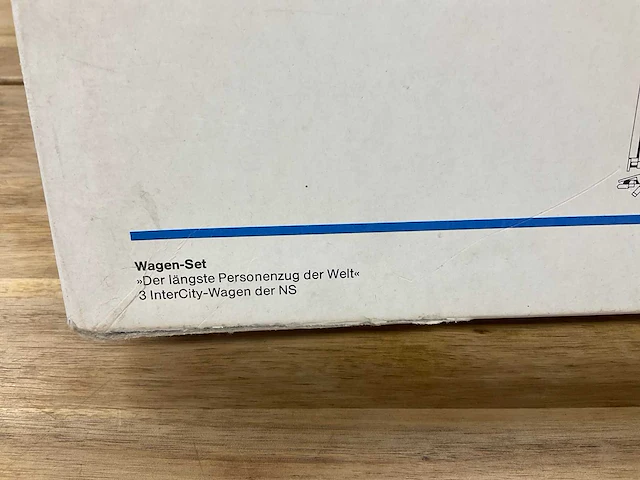 Wagen-Set
»Der längste Personenzug der Welt«
3 InterCity-Wagen der NS